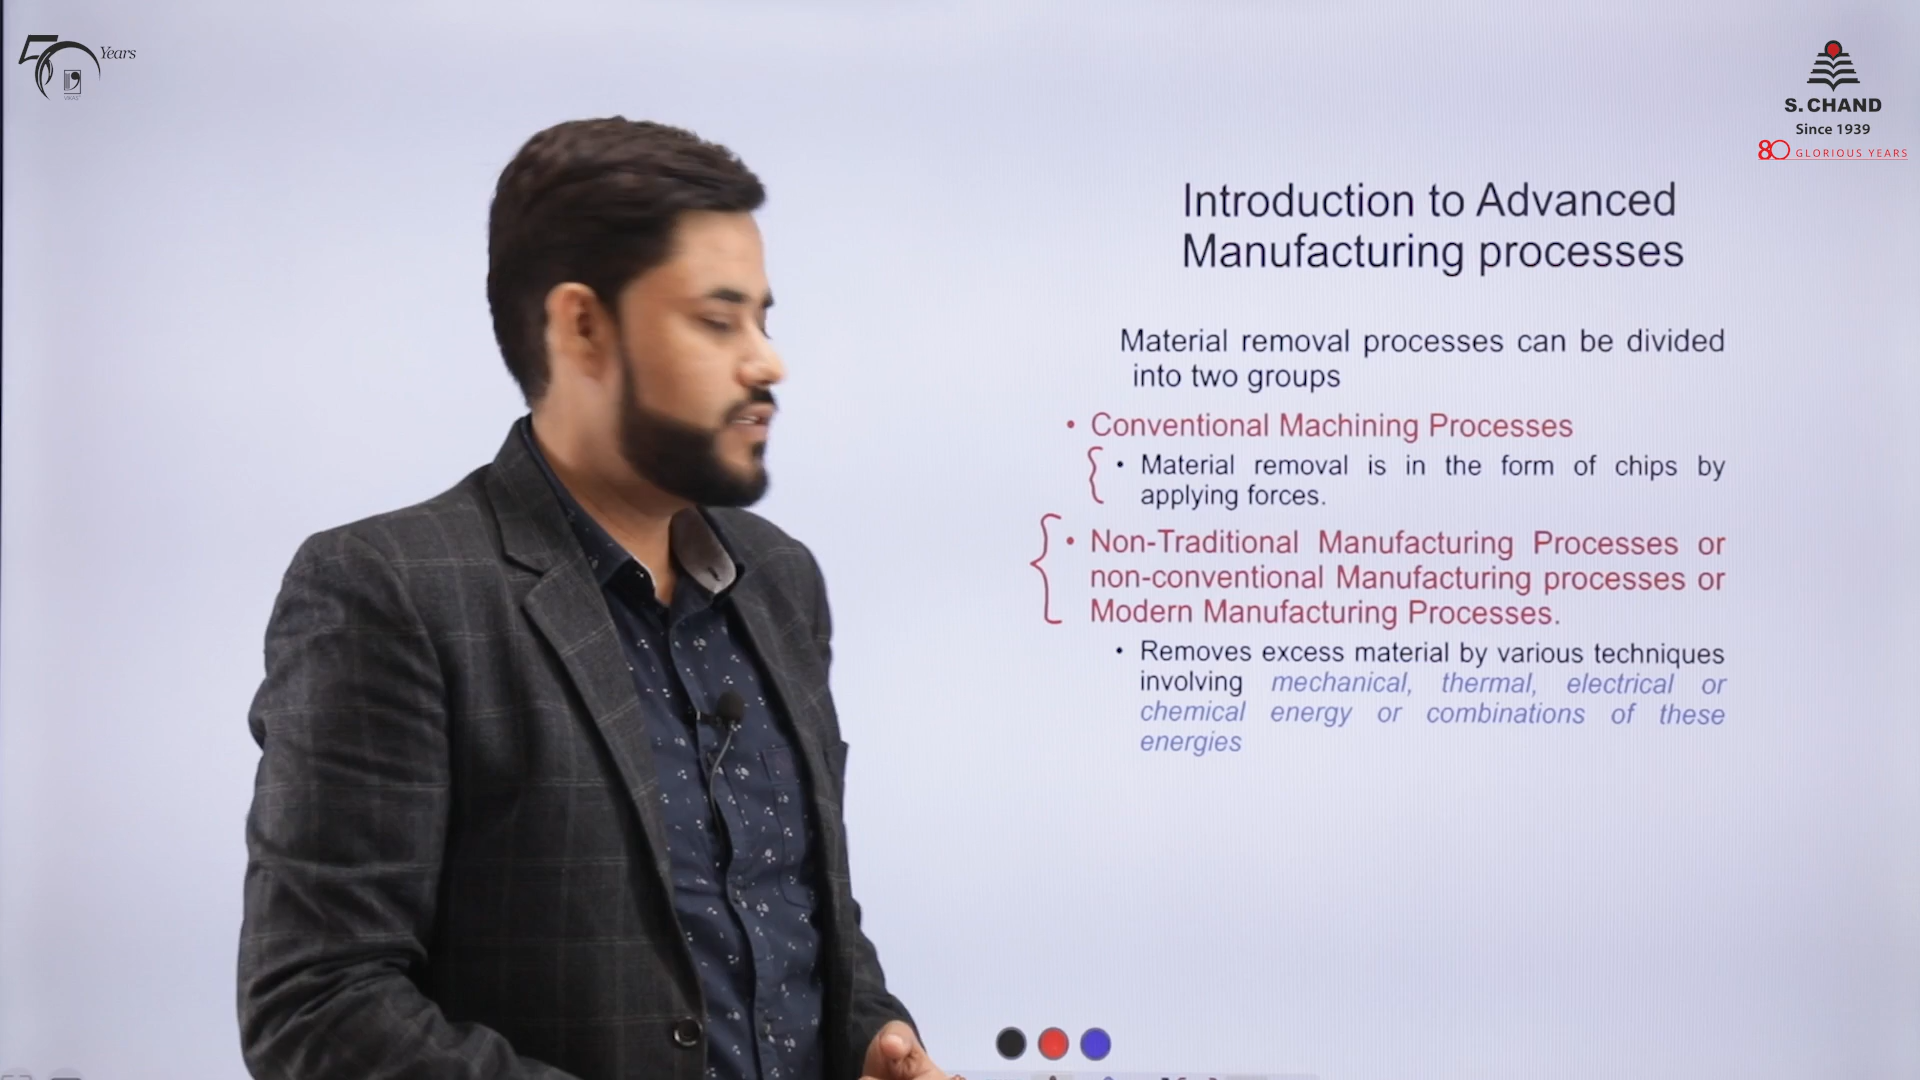 50 Years
VIKAS
S. CHAND
Since 1939
80 GLORIOUS YEARS
Introduction to Advanced
Manufacturing processes
Material removal processes can be divided
into two groups
• Conventional Machining Processes
• Material removal is in the form of chips by
applying forces.
• Non-Traditional Manufacturing Processes or
non-conventional Manufacturing processes or
Modern Manufacturing Processes.
• Removes excess material by various techniques
involving mechanical, thermal, electrical or
chemical energy or combinations of these
energies